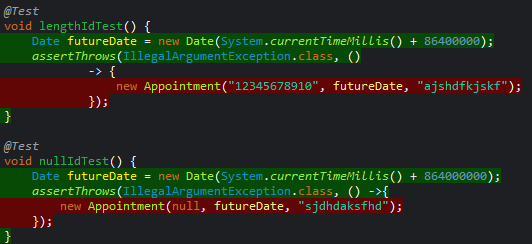 @Test
void lengthIdTest() {
    Date futureDate = new Date(System.currentTimeMillis() + 86400000);
    assertThrows(IllegalArgumentException.class, ()
            -> {
                new Appointment("12345678910", futureDate, "ajshdfkjskf");
            });
}
@Test
void nullIdTest() {
    Date futureDate = new Date(System.currentTimeMillis() + 864000000);
    assertThrows(IllegalArgumentException.class, () ->{
        new Appointment(null, futureDate, "sjdhdaksfhd");
    });
}